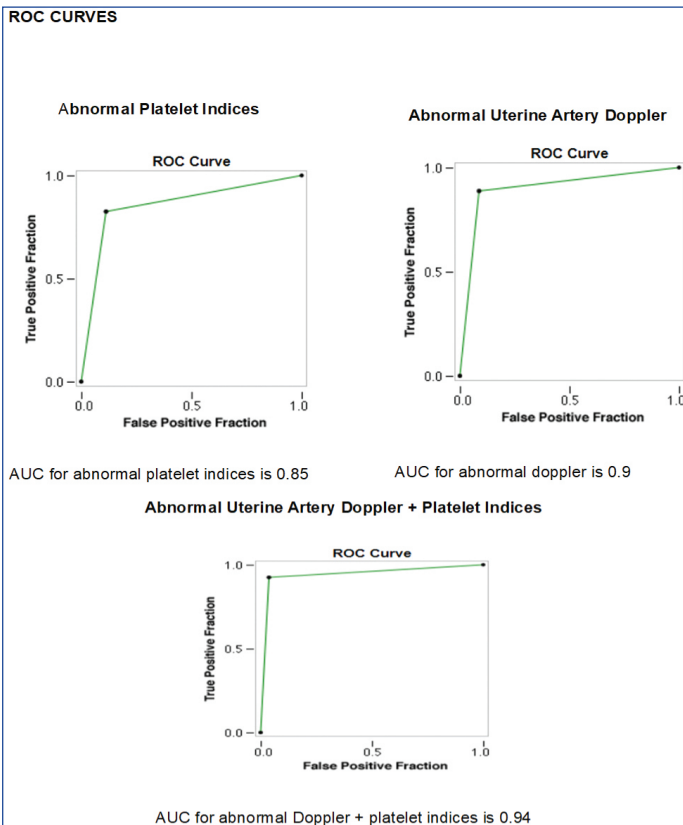 ROC CURVES
Abnormal Platelet Indices
ROC Curve
1.0
0.5
0.0
True Positive Fraction
0.0 0.5 1.0
False Positive Fraction
AUC for abnormal platelet indices is 0.85
Abnormal Uterine Artery Doppler
ROC Curve
1.0
0.5
0.0
True Positive Fraction
0.0 0.5 1.0
False Positive Fraction
AUC for abnormal doppler is 0.9
Abnormal Uterine Artery Doppler + Platelet Indices
ROC Curve
1.0
0.5
0.0
True Positive Fraction
0.0 0.5 1.0
False Positive Fraction
AUC for abnormal Doppler + platelet indices is 0.94